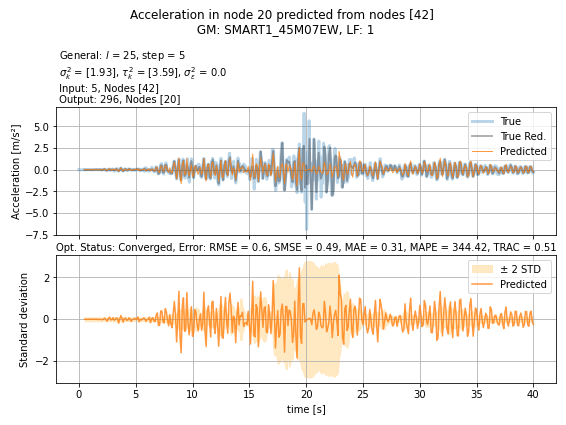 Acceleration in node 20 predicted from nodes [42]
GM: SMART1_45M07EW, LF: 1
General: l = 25, step = 5
σ²ₖ = [1.93], τ²ₖ = [3.59], σ²ₑ = 0.0
Input: 5, Nodes [42]
Output: 296, Nodes [20]
Acceleration [m/s²]
5.0
2.5
0.0
−2.5
−5.0
−7.5
True
True Red.
Predicted
Opt. Status: Converged, Error: RMSE = 0.6, SMSE = 0.49, MAE = 0.31, MAPE = 344.42, TRAC = 0.51
Standard deviation
2
0
−2
± 2 STD
Predicted
0 5 10 15 20 25 30 35 40
time [s]